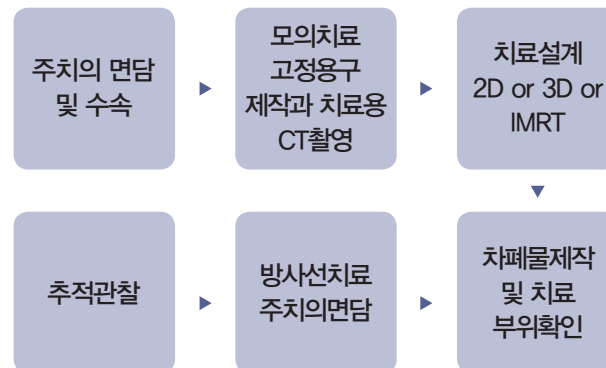 주치의 면담
및 수속
모의치료
고정용구
제작과 치료용
CT촬영
치료설계
2D or 3D or
IMRT
추적관찰
방사선치료
주치의면담
차폐물제작
및 치료
부위확인